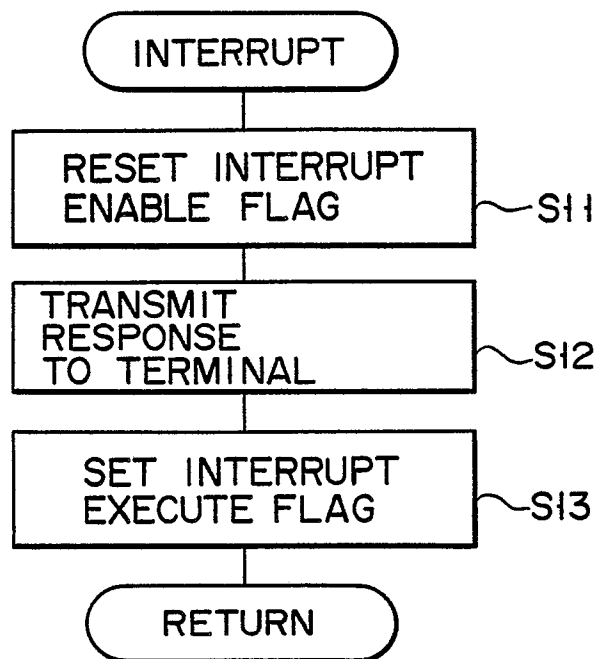 INTERRUPT
RESET INTERRUPT
ENABLE FLAG
S11
TRANSMIT
RESPONSE
TO TERMINAL
S12
SET INTERRUPT
EXECUTE FLAG
S13
RETURN